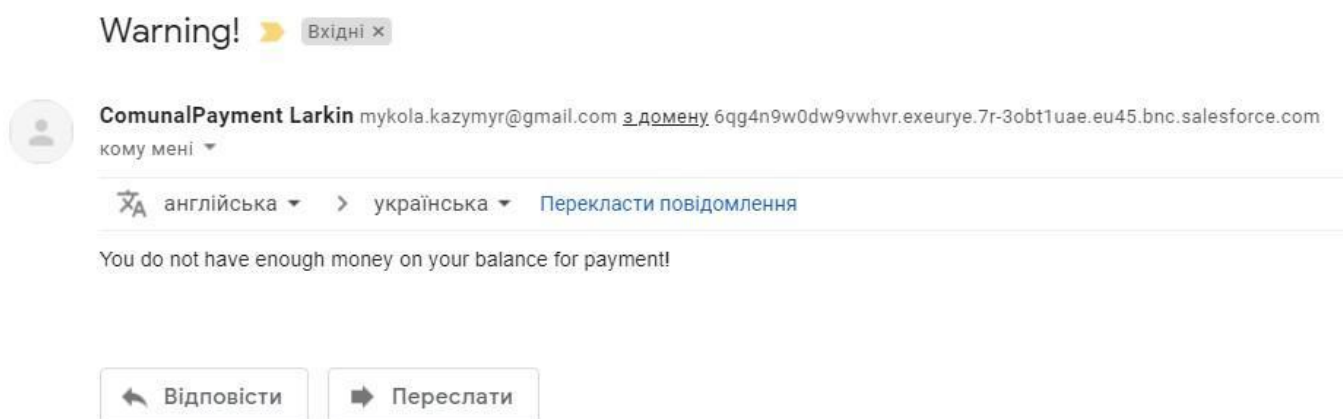 Warning! Вхідні ×
ComunalPayment Larkin mykola.kazymyr@gmail.com з домену 6qg4n9w0dw9vwhvr.exeurye.7r-3obt1uae.eu45.bnc.salesforce.com
кому мені
англійська > українська Перекласти повідомлення
You do not have enough money on your balance for payment!
Відповісти Переслати